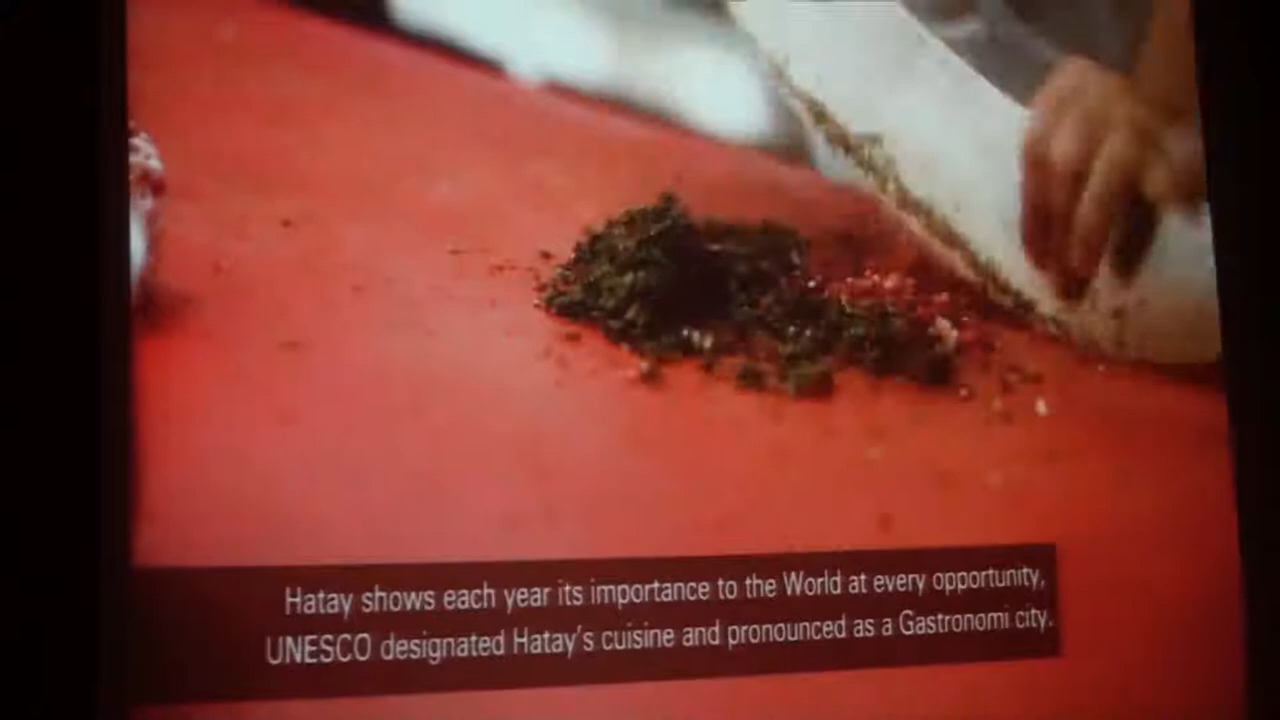 Hatay shows each year its importance to the World at every opportunity,
UNESCO designated Hatay's cuisine and pronounced as a Gastronomi city.